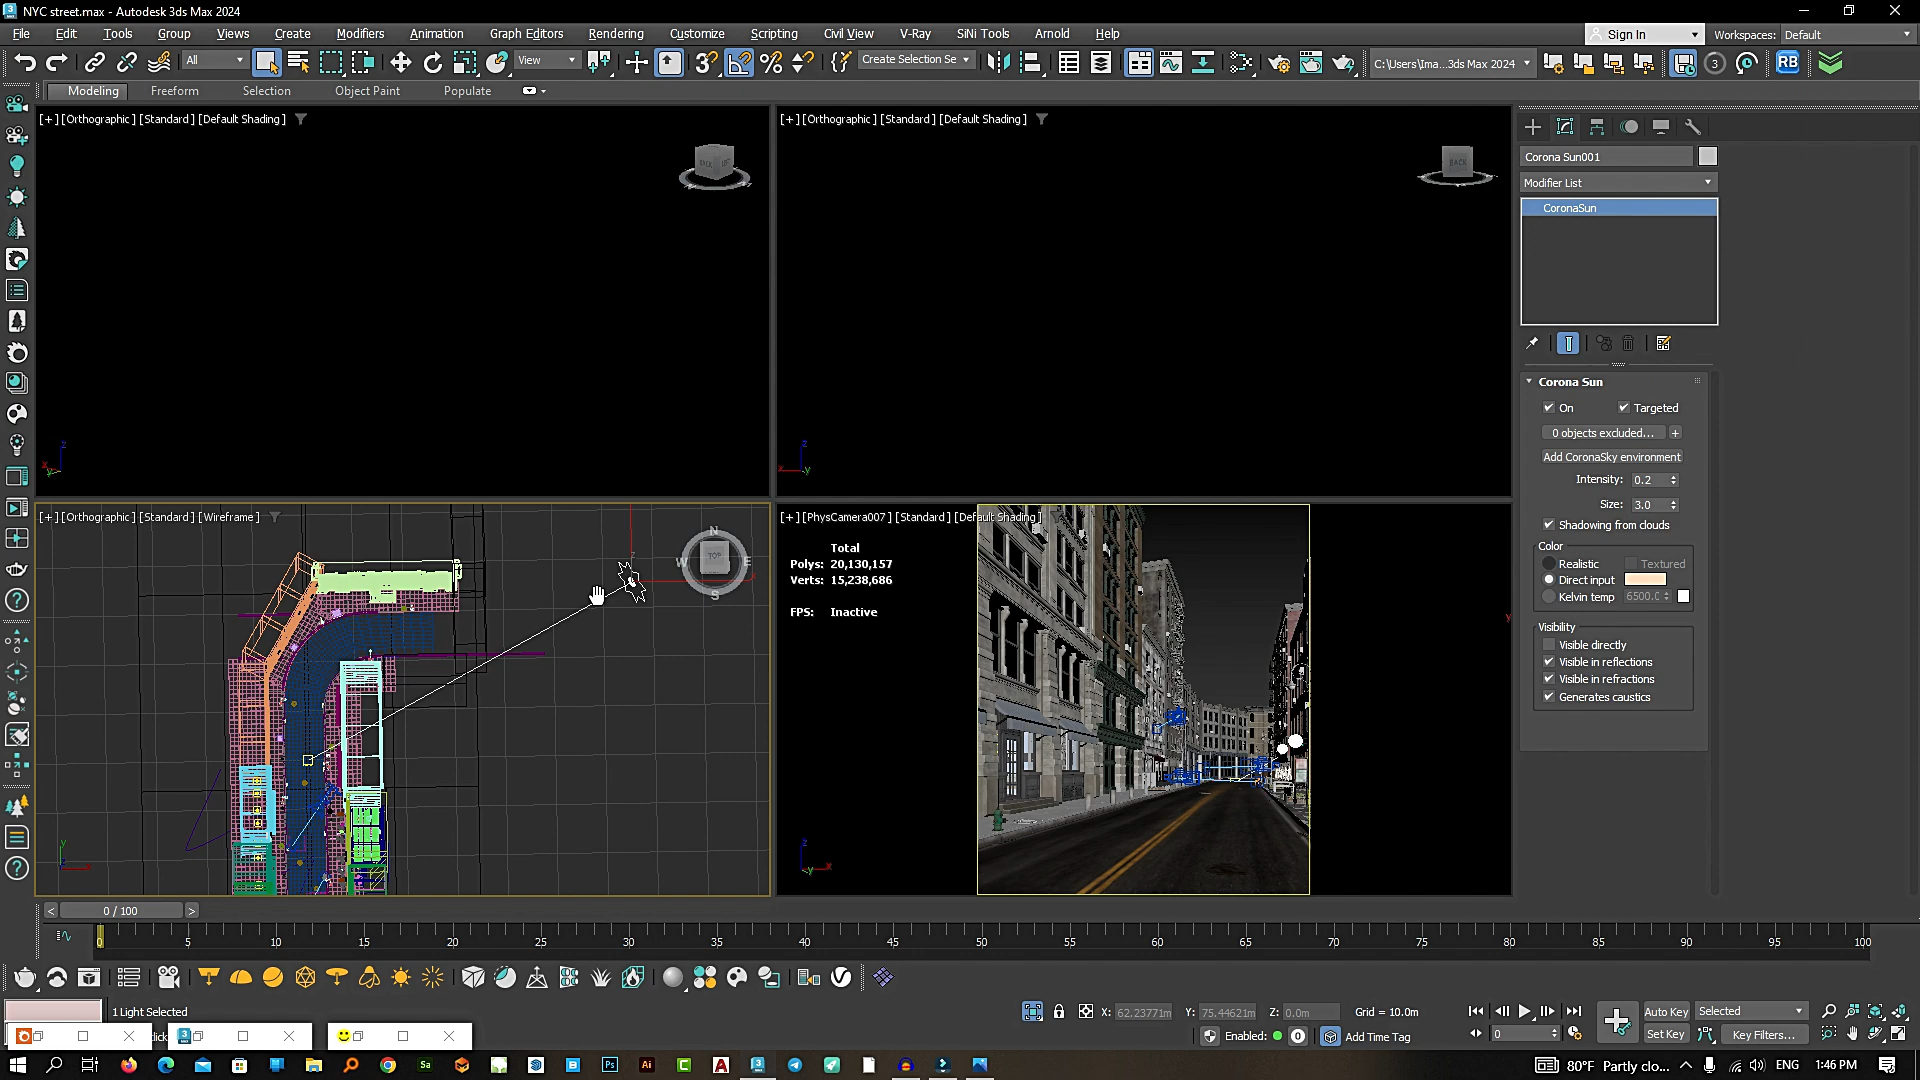 NYC street.max - Autodesk 3ds Max 2024
File Edit Tools Group Views Create Modifiers Animation Graph Editors Rendering Customize Scripting Civil View V-Ray SiNi Tools Arnold Help
Sign In Workspaces: Default
All View Create Selection Se C:\Users\Ima...3ds Max 2024
Modeling Freeform Selection Object Paint Populate
[+] [Orthographic] [Standard] [Default Shading]
[+] [Orthographic] [Standard] [Default Shading]
BACK
Corona Sun001
Modifier List
CoronaSun
Corona Sun
On Targeted
0 objects excluded... +
Add CoronaSky environment
Intensity: 0.2
Size: 3.0
Shadowing from clouds
Color
Realistic Textured
Direct input
Kelvin temp 6500.0
Visibility
Visible directly
Visible in reflections
Visible in refractions
Generates caustics
[+] [Orthographic] [Standard] [Wireframe]
N
W TOP E
S
[+] [PhysCamera007] [Standard] [Default Shading]
Total
Polys: 20,130,157
Verts: 15,238,686
FPS: Inactive
< 0 / 100 >
0 5 10 15 20 25 30 35 40 45 50 55 60 65 70 75 80 85 90 95 100
1 Light Selected
X: 62.23771m Y: 75.44621m Z: 0.0m Grid = 10.0m
Auto Key Selected
Enabled: 0 Add Time Tag
0 Set Key Key Filters...
80°F Partly clo... ENG 1:46 PM